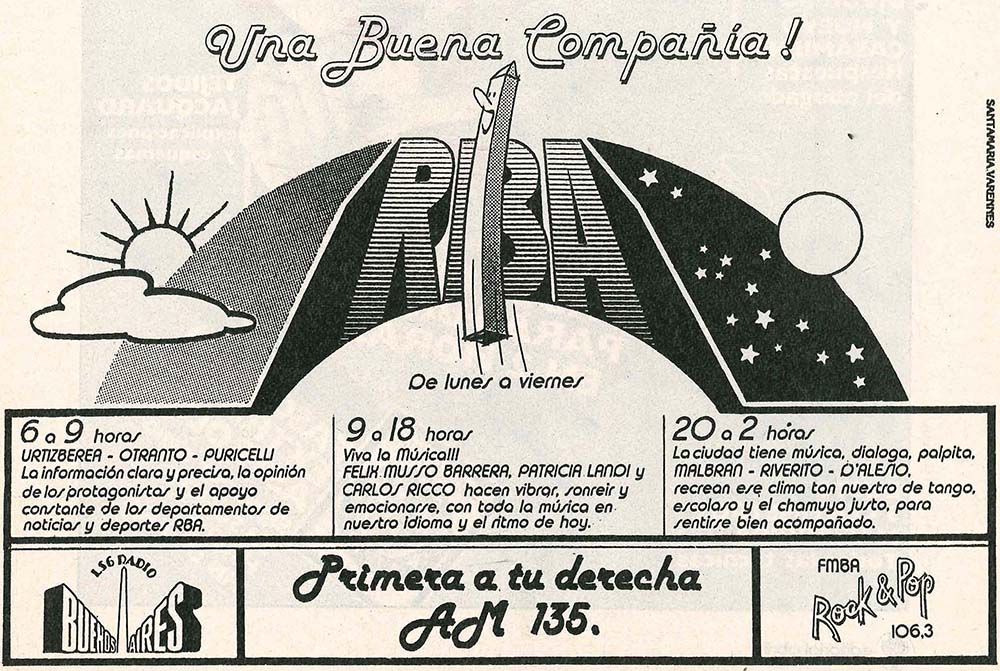 Una Buena Compañía!
SANTAMARIA VARENNES
RBA
De lunes a viernes
6 a 9 horas
URTIZBEREA - OTRANTO - PURICELLI
La información clara y precisa, la opinión
de los protagonistas y el apoyo
constante de los departamentos de
noticias y deportes RBA.
9 a 18 horas
Viva la Música!!!
FELIX MUSSO BARRERA, PATRICIA LANDI y
CARLOS RICCO hacen vibrar, sonreir y
emocionarse, con toda la música en
nuestro idioma y el ritmo de hoy.
20 a 2 horas
La ciudad tiene música, dialoga, palpita,
MALBRAN - RIVERITO - D'ALESIO,
recrean ese clima tan nuestro de tango,
escolaso y el chamuyo justo, para
sentirse bien acompañado.
LS6 RADIO
BUENOS AIRES
Primera a tu derecha
AM 135.
FMBA
Rock & Pop
106,3